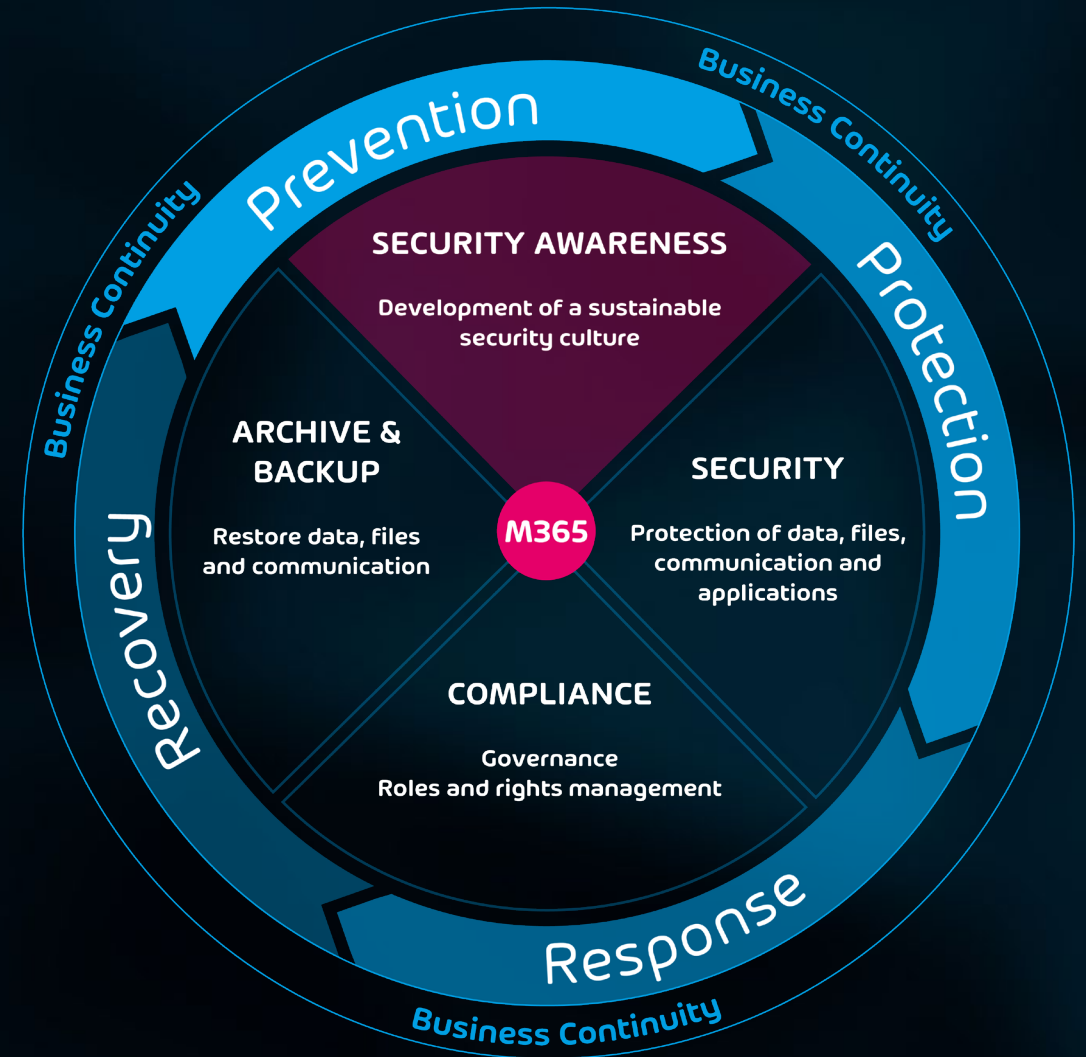 Business Continuity
Prevention
Business Continuity
Protection
SECURITY AWARENESS
Development of a sustainable
security culture
ARCHIVE &
BACKUP
Restore data, files
and communication
M365
SECURITY
Protection of data, files,
communication and
applications
COMPLIANCE
Governance
Roles and rights management
Recovery
Response
Business Continuity